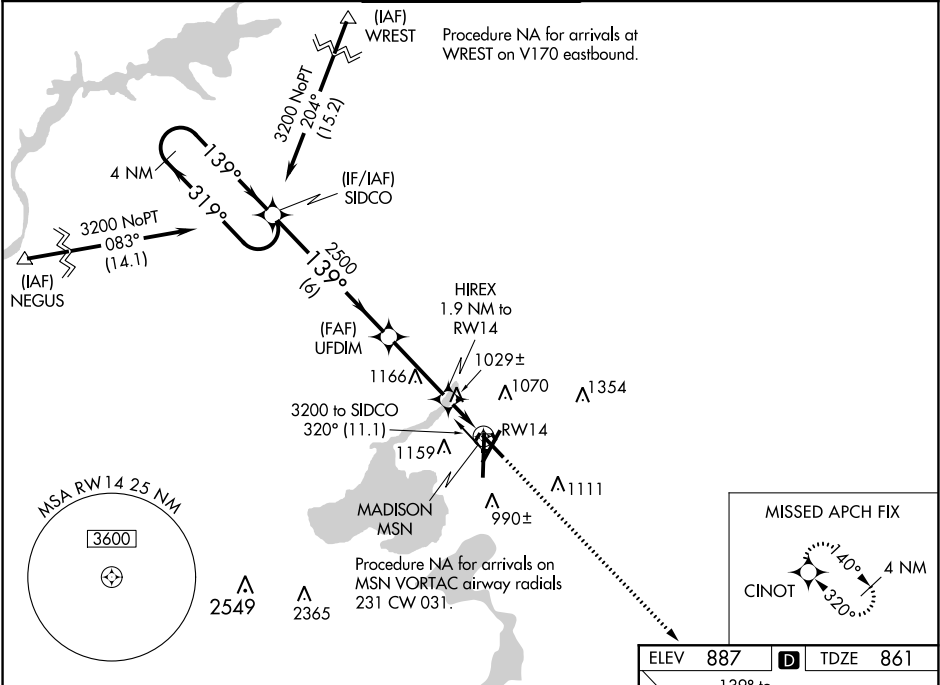 (IAF)
WREST
Procedure NA for arrivals at
WREST on V170 eastbound.
3200 NoPT
204°
(15.2)
139°
4 NM
319°
(IF/IAF)
SIDCO
3200 NoPT
083°
(14.1)
(IAF)
NEGUS
2500
139°
(6)
HIREX
1.9 NM to
RW14
(FAF)
UFDIM
1029±
1166
1070
1354
3200 to SIDCO
320° (11.1)
RW14
1159
1111
MADISON
MSN
990±
MSA RW14 25 NM
3600
Procedure NA for arrivals on
MSN VORTAC airway radials
231 CW 031.
2549
2365
MISSED APCH FIX
140°
4 NM
CINOT
320°
ELEV 887 D TDZE 861
139° to